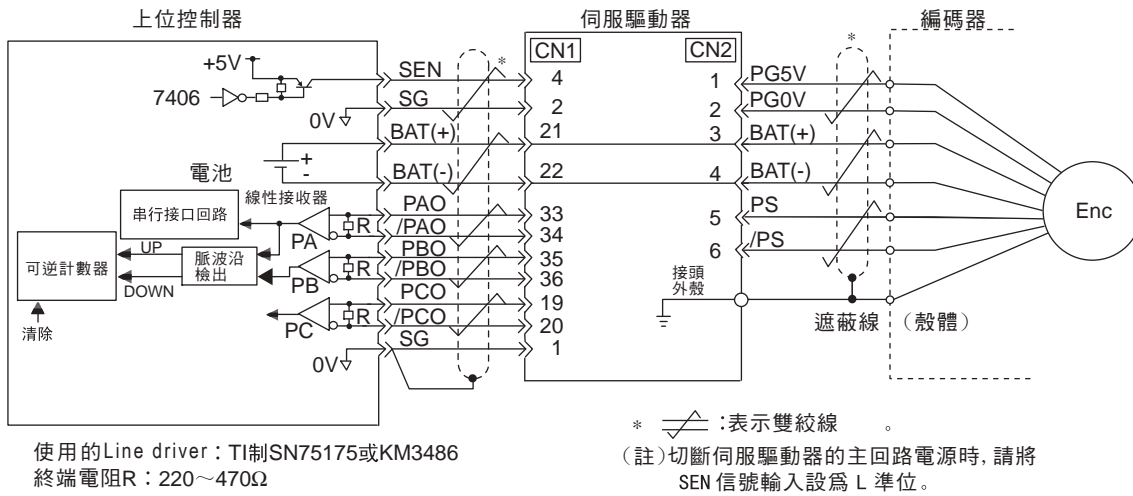 上位控制器
伺服驅動器
編碼器
+5V
7406
0V
SEN
SG
BAT(+)
BAT(-)
+
-
電池
線性接收器
串行接口回路
可逆計數器
UP
DOWN
脈波沿
檢出
清除
PA
PB
PC
R
R
R
PAO
/PAO
PBO
/PBO
PCO
/PCO
SG
0V
*
CN1
CN2
4
2
21
22
33
34
35
36
19
20
1
1
2
3
4
5
6
接頭
外殼
PG5V
PG0V
BAT(+)
BAT(-)
PS
/PS
*
Enc
遮蔽線
(殼體)
使用的Line driver：TI制SN75175或KM3486
終端電阻R：220～470Ω
* :表示雙絞線 。
(註)切斷伺服驅動器的主回路電源時,請將
SEN信號輸入設爲 L 準位。